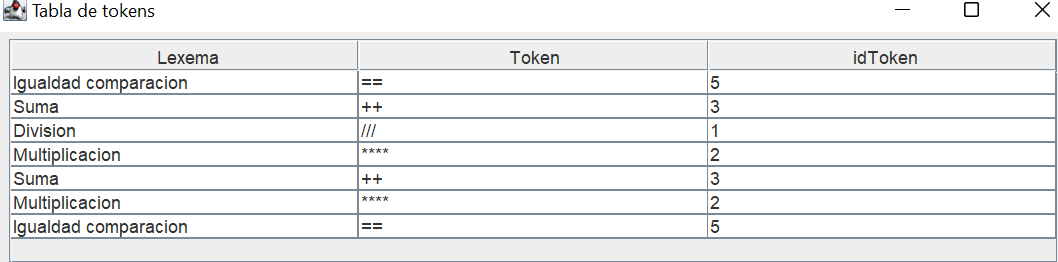 Tabla de tokens
Lexema Token idToken
Igualdad comparacion == 5
Suma ++ 3
Division /// 1
Multiplicacion **** 2
Suma ++ 3
Multiplicacion **** 2
Igualdad comparacion == 5